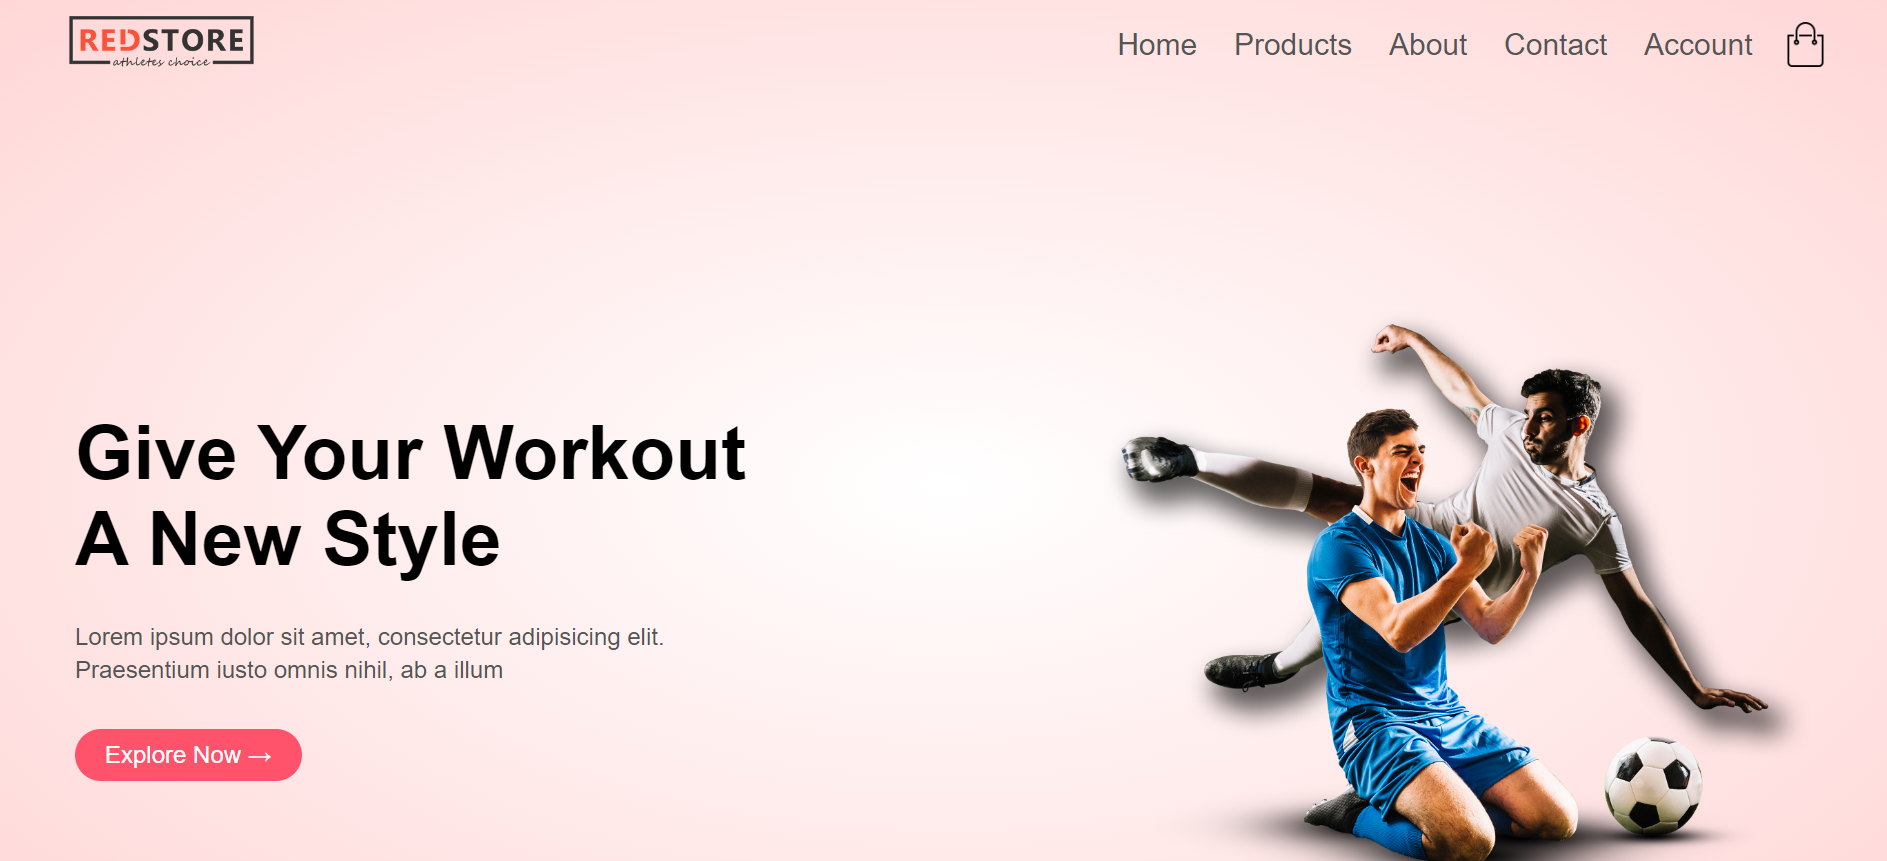 REDSTORE
athletes choice
Home Products About Contact Account
Give Your Workout
A New Style
Lorem ipsum dolor sit amet, consectetur adipisicing elit.
Praesentium iusto omnis nihil, ab a illum
Explore Now →